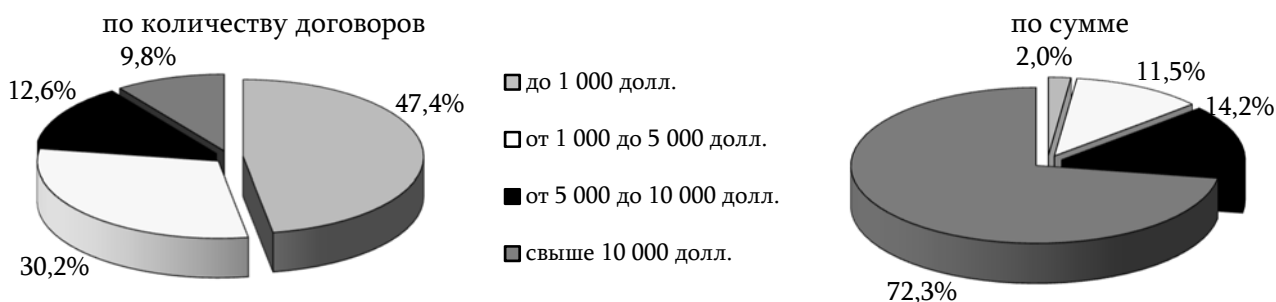 по количеству договоров
9,8%
12,6%
47,4%
30,2%
до 1 000 долл.
от 1 000 до 5 000 долл.
от 5 000 до 10 000 долл.
свыше 10 000 долл.
по сумме
2,0%
11,5%
14,2%
72,3%